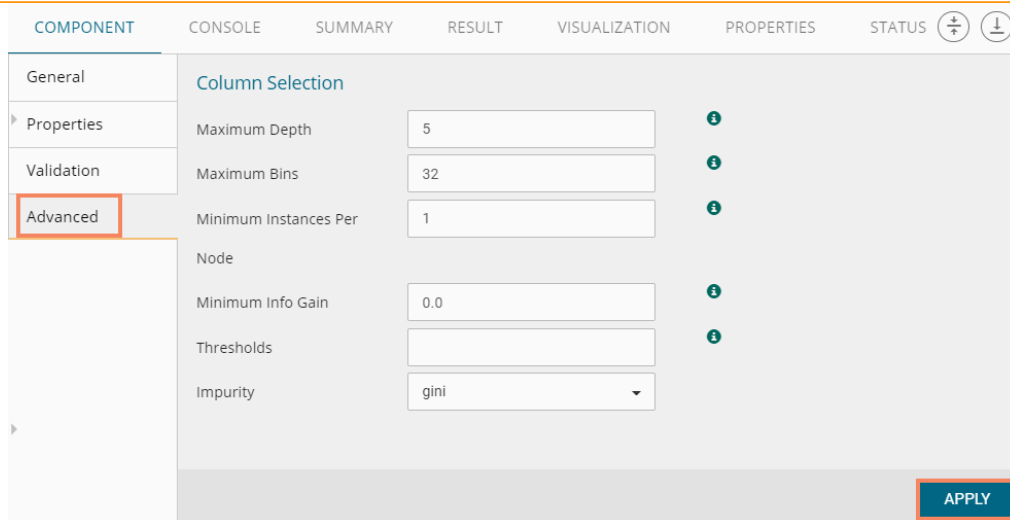 COMPONENT CONSOLE SUMMARY RESULT VISUALIZATION PROPERTIES STATUS
General
Properties
Validation
Advanced
Column Selection
Maximum Depth 5
Maximum Bins 32
Minimum Instances Per 1
Node
Minimum Info Gain 0.0
Thresholds
Impurity gini
APPLY